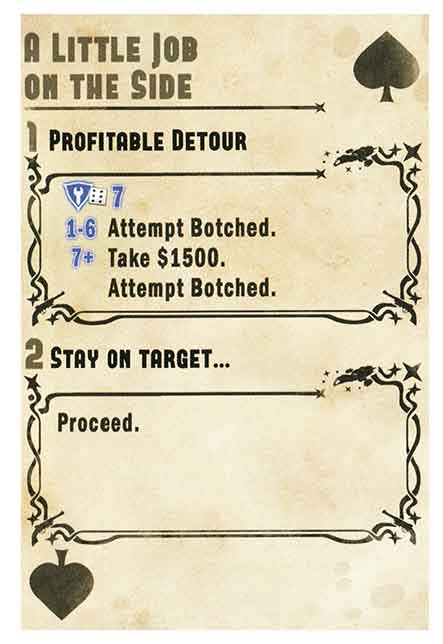 A Little Job
on the Side
1 Profitable Detour
7
1-6 Attempt Botched.
7+ Take $1500.
Attempt Botched.
2 Stay on target...
Proceed.